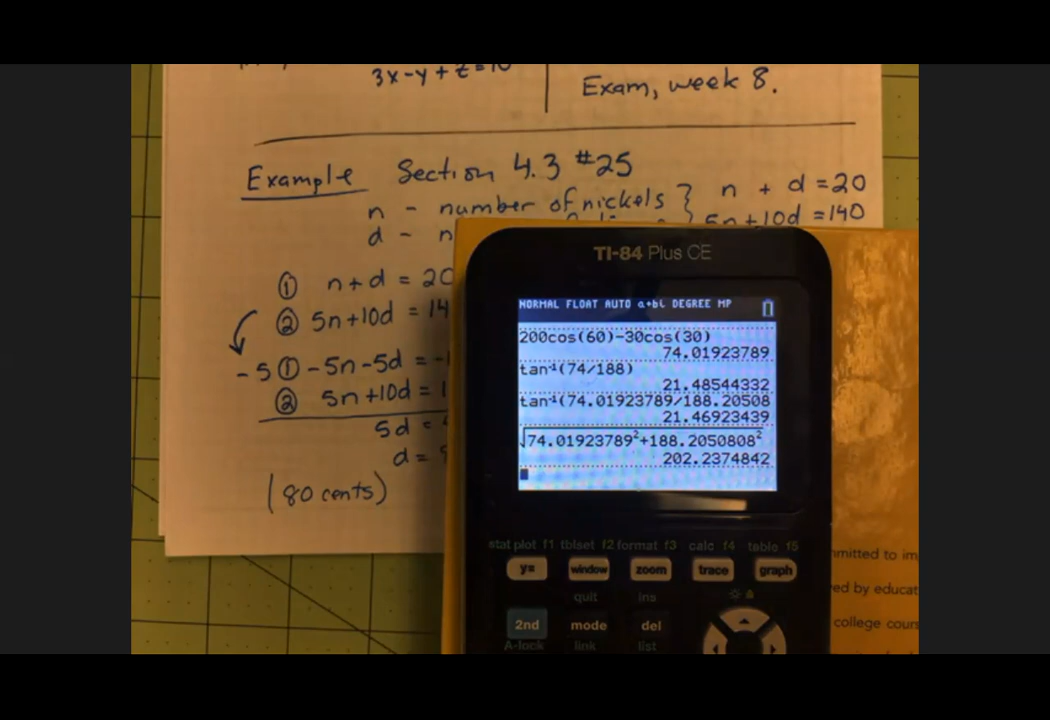 3x-y+z=10
Exam, week 8.
Example Section 4.3 #25
n - number of nickels } n + d = 20
d - n 5n+10d = 140
① n+d = 20
② 5n+10d = 14
-5① -5n-5d = -1
② 5n+10d = 1
5d =
d =
(80 cents)
TI-84 Plus CE
NORMAL FLOAT AUTO a+bi DEGREE MP
200cos(60)-30cos(30)
74.01923789
tan⁻¹(74/188)
21.48544332
tan⁻¹(74.01923789/188.20508
21.46923439
√74.01923789²+188.2050808²
202.2374842
stat plot f1 tblset f2 format f3 calc f4 table f5
y= window zoom trace graph
quit ins
2nd mode del
A-lock link list
mmitted to im
ed by educat
college cours